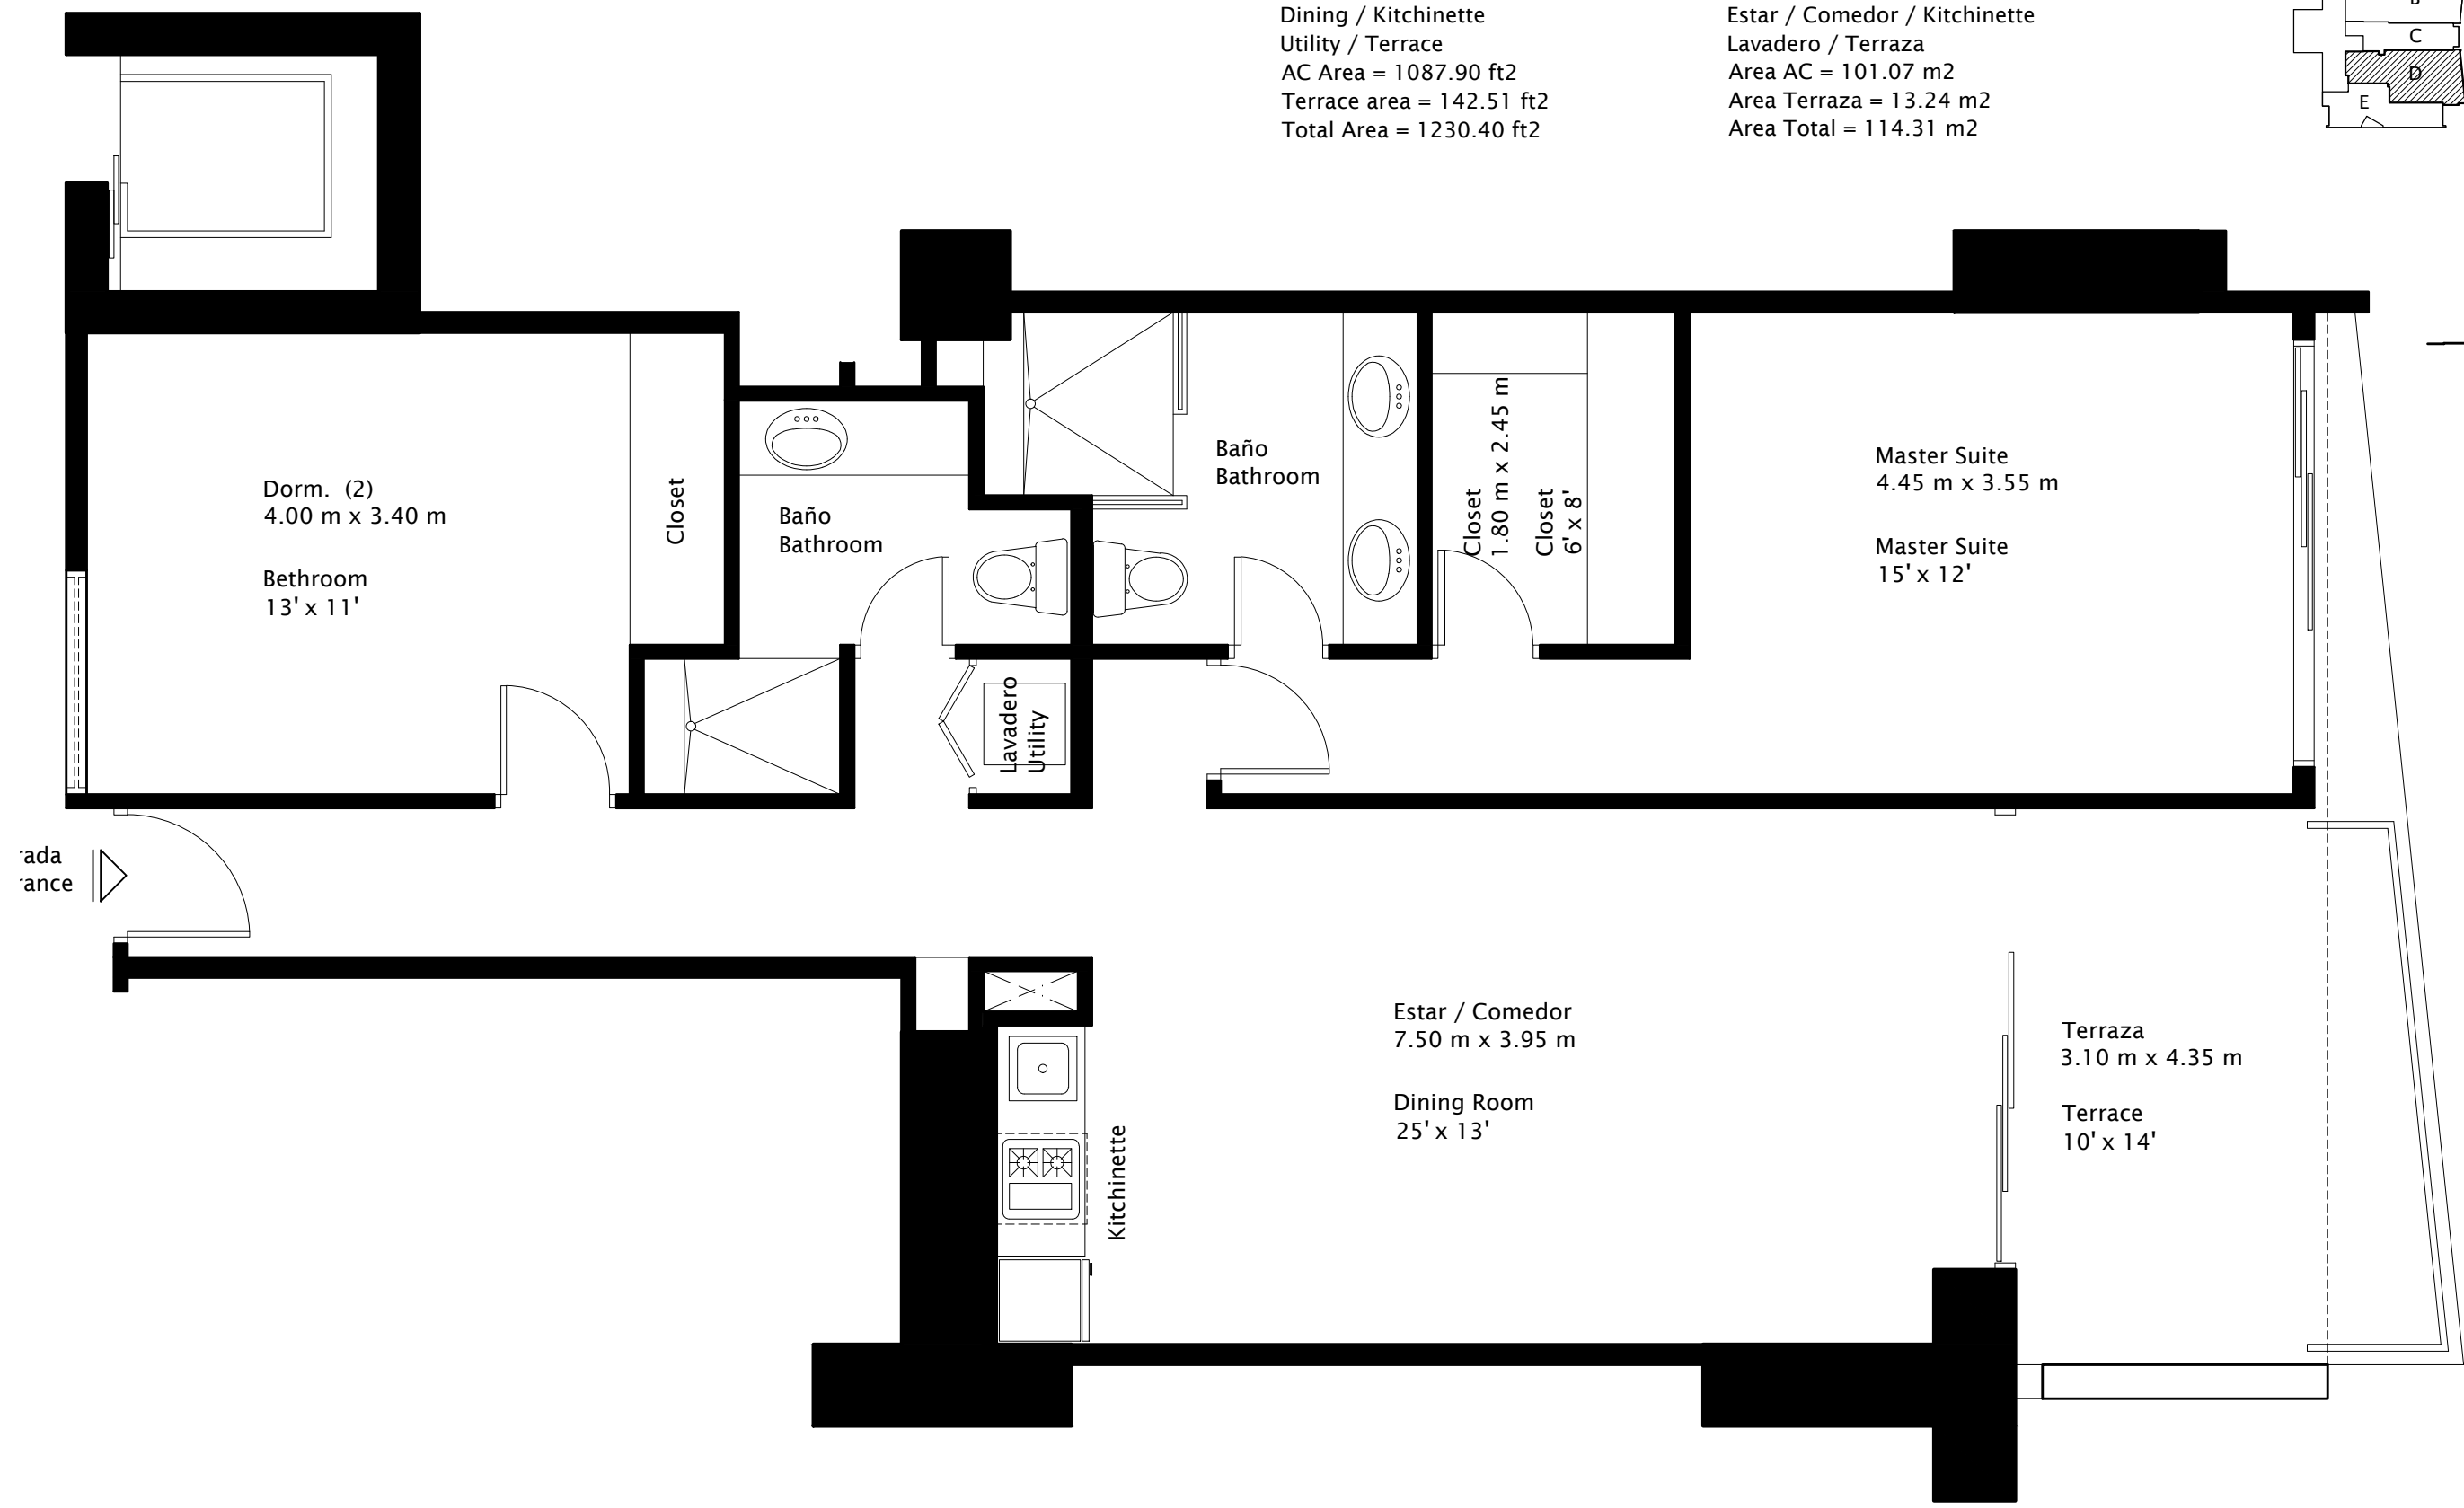 Dining / Kitchinette
Utility / Terrace
AC Area = 1087.90 ft2
Terrace area = 142.51 ft2
Total Area = 1230.40 ft2
Estar / Comedor / Kitchinette
Lavadero / Terraza
Area AC = 101.07 m2
Area Terraza = 13.24 m2
Area Total = 114.31 m2
B
C
D
E
Dorm. (2)
4.00 m x 3.40 m
Bethroom
13' x 11'
Closet
Baño
Bathroom
Baño
Bathroom
Closet
1.80 m x 2.45 m
Closet
6' x 8'
Master Suite
4.45 m x 3.55 m
Master Suite
15' x 12'
Lavadero
Utility
rada
rance
Kitchinette
Estar / Comedor
7.50 m x 3.95 m
Dining Room
25' x 13'
Terraza
3.10 m x 4.35 m
Terrace
10' x 14'